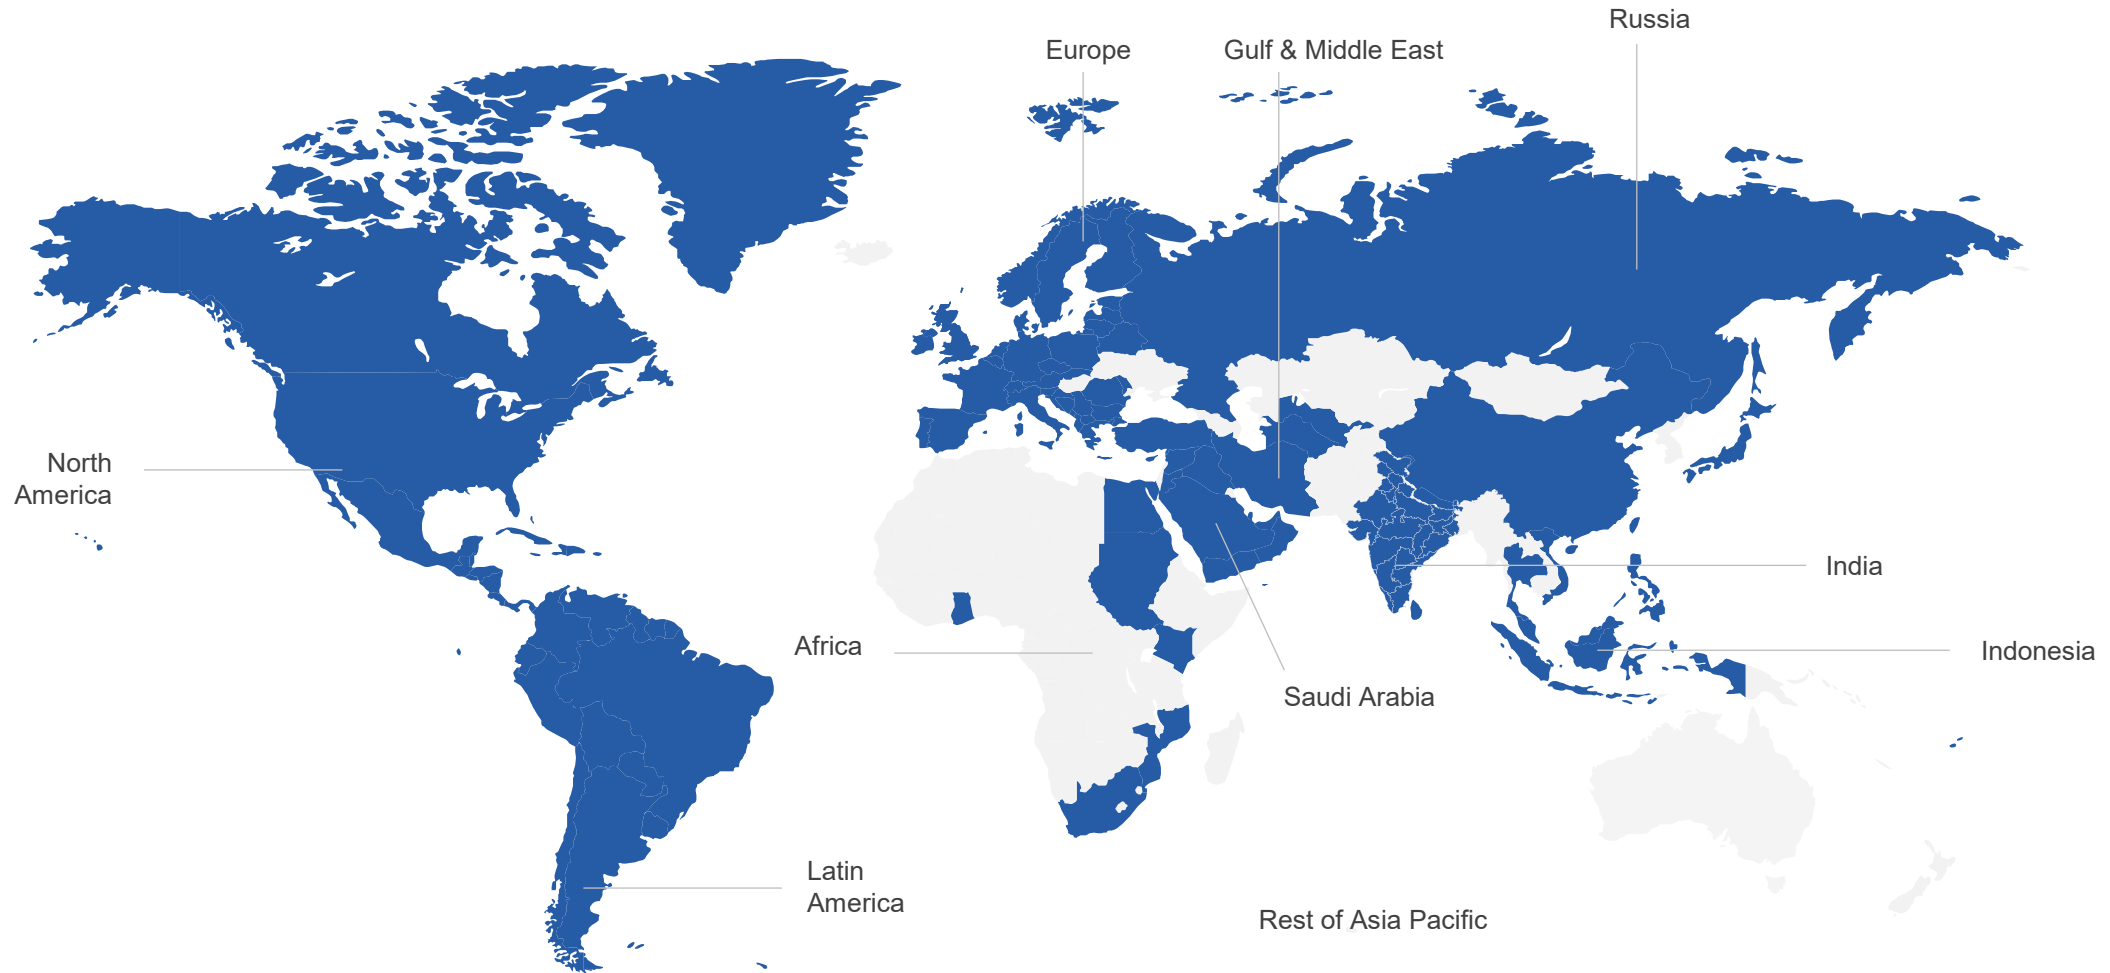 Russia
Europe
Gulf & Middle East
North
America
India
Africa
Indonesia
Saudi Arabia
Latin
America
Rest of Asia Pacific